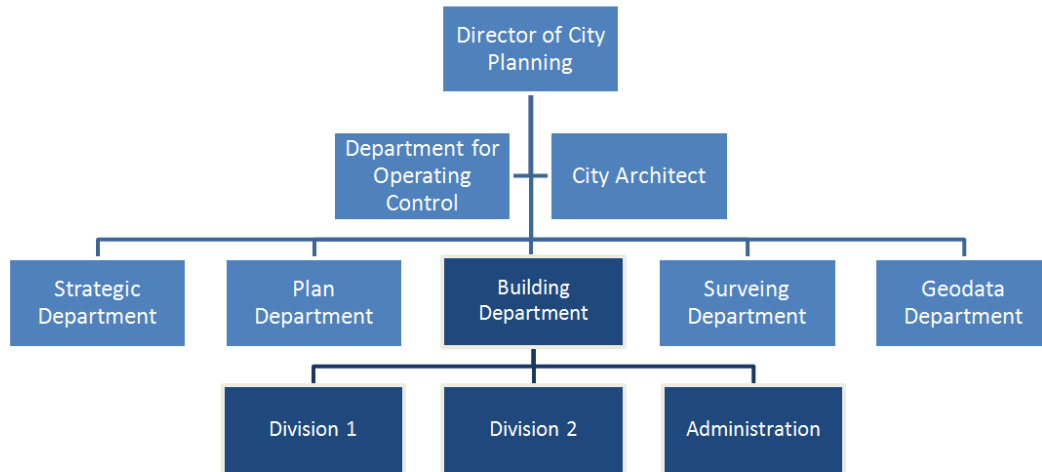 Director of City
Planning
Department for
Operating
Control
City Architect
Strategic
Department
Plan
Department
Building
Department
Surveing
Department
Geodata
Department
Division 1
Division 2
Administration